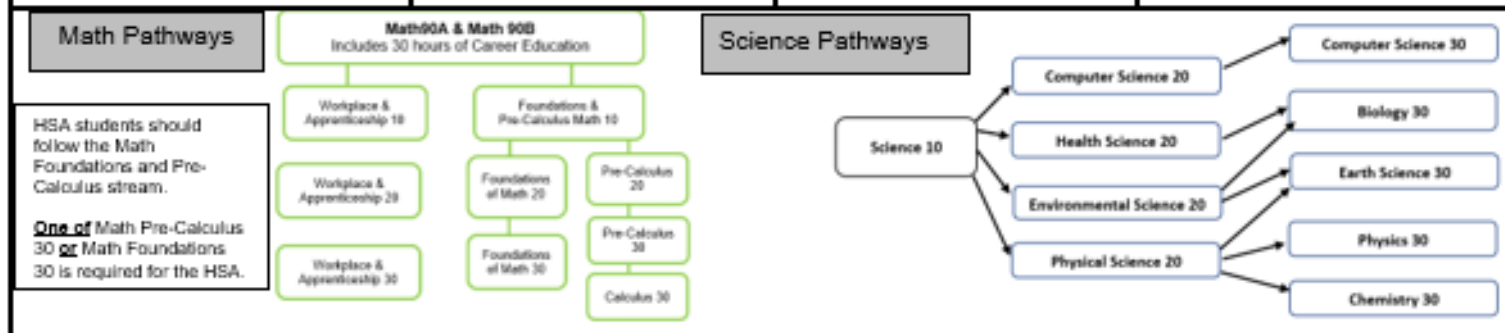 Math Pathways
HSA students should
follow the Math
Foundations and Pre-
Calculus stream.
One of Math Pre-Calculus
30 or Math Foundations
30 is required for the HSA.
Math90A & Math 90B
Includes 30 hours of Career Education
Workplace &
Apprenticeship 10
Workplace &
Apprenticeship 20
Workplace &
Apprenticeship 30
Foundations &
Pre-Calculus Math 10
Foundations
of Math 20
Foundations
of Math 30
Pre-Calculus
20
Pre-Calculus
30
Calculus 30
Science Pathways
Science 10
Computer Science 20
Health Science 20
Environmental Science 20
Physical Science 20
Computer Science 30
Biology 30
Earth Science 30
Physics 30
Chemistry 30